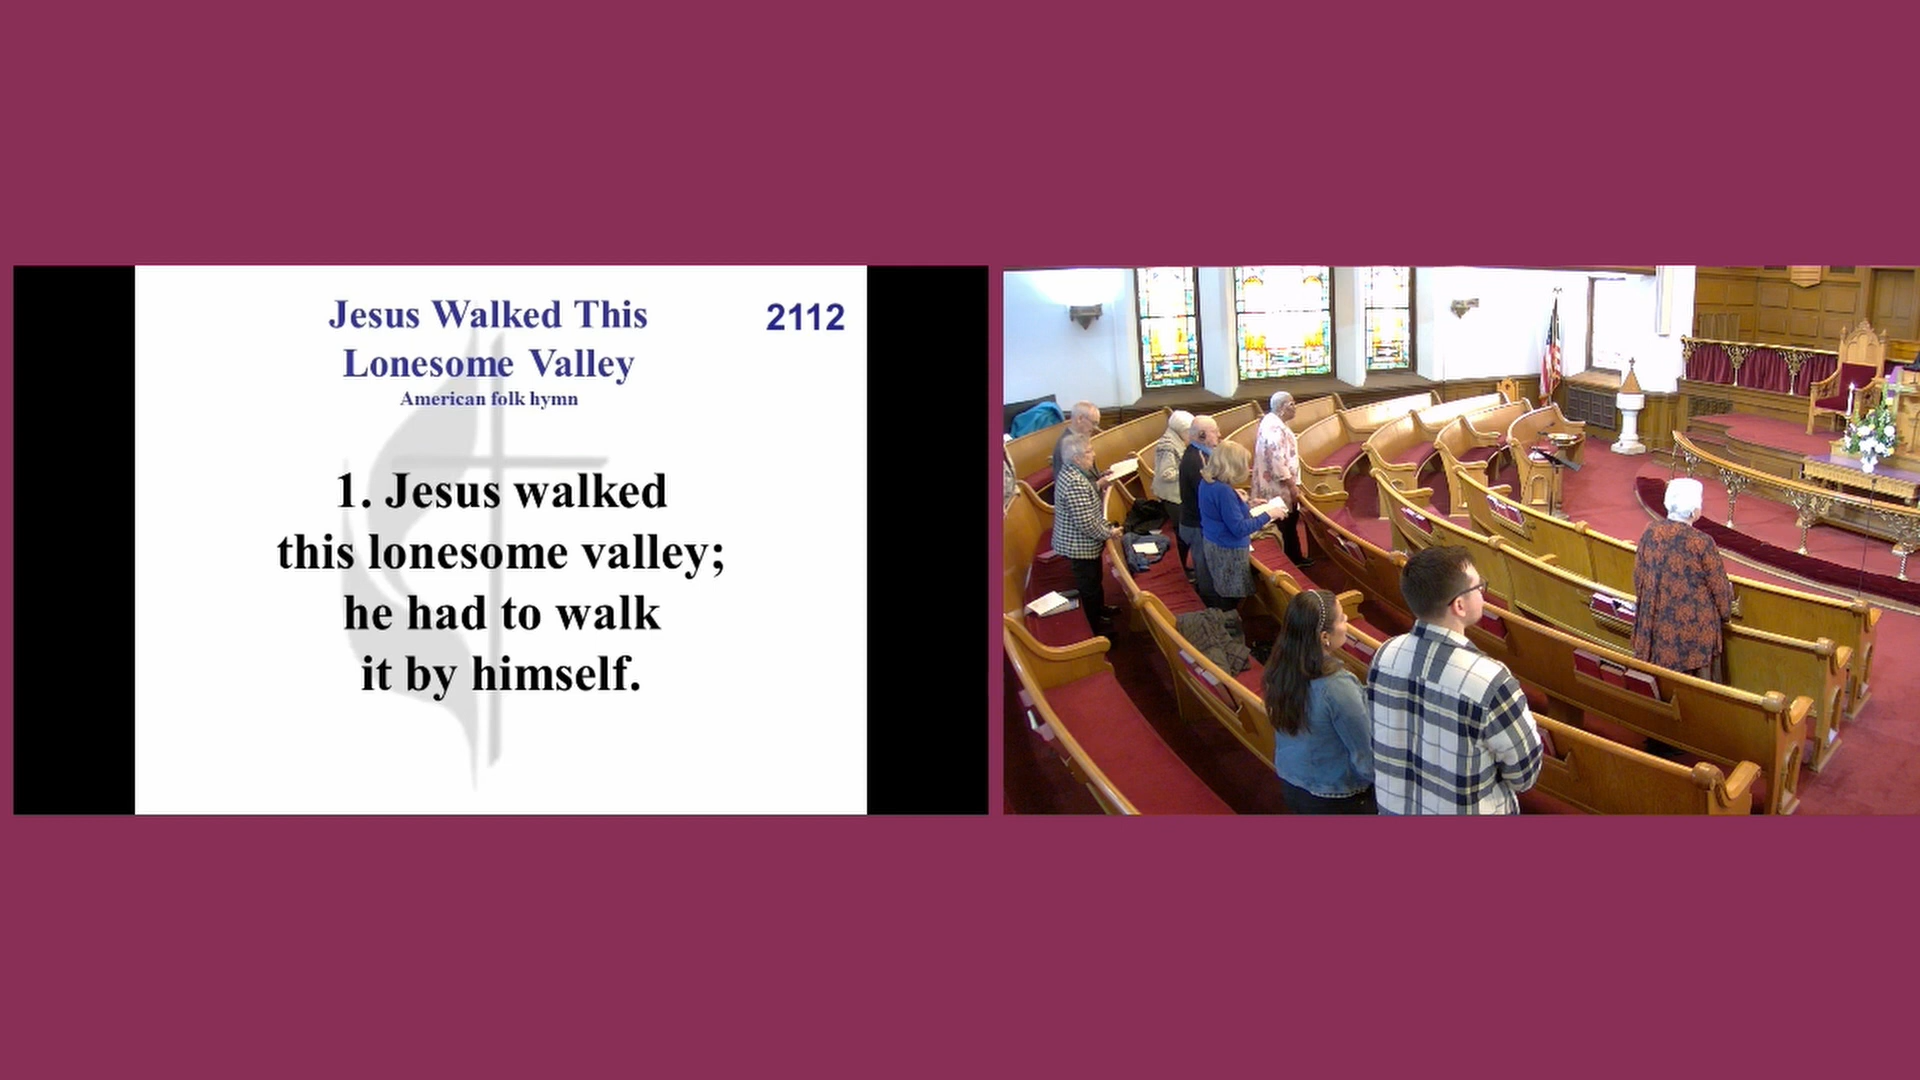 Jesus Walked This
Lonesome Valley
2112
American folk hymn
1. Jesus walked
this lonesome valley;
he had to walk
it by himself.